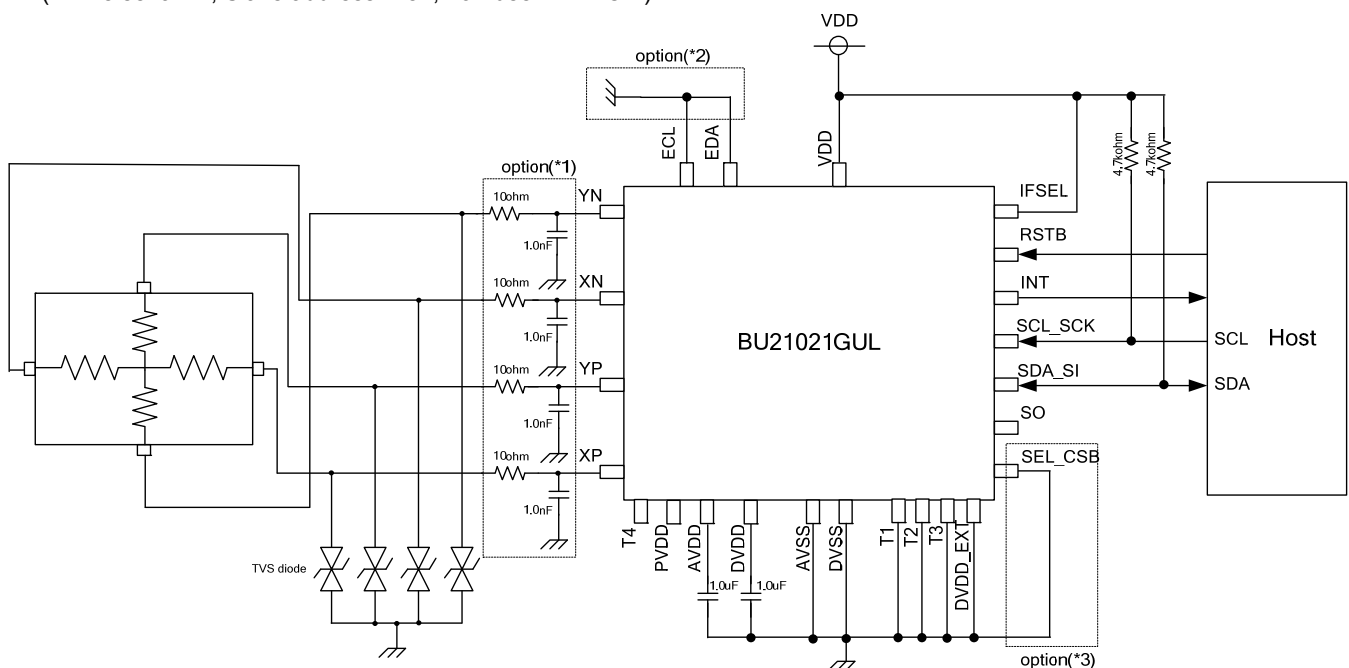 VDD
option(*2)
ECL
EDA
VDD
4.7kohm
4.7kohm
option(*1)
10ohm
YN
1.0nF
10ohm
XN
1.0nF
10ohm
YP
1.0nF
10ohm
XP
1.0nF
TVS diode
BU21021GUL
IFSEL
RSTB
INT
SCL_SCK
SDA_SI
SO
SEL_CSB
SCL
Host
SDA
T4
PVDD
AVDD
DVDD
AVSS
DVSS
T1
T2
T3
DVDD_EXT
1.0uF
1.0uF
option(*3)